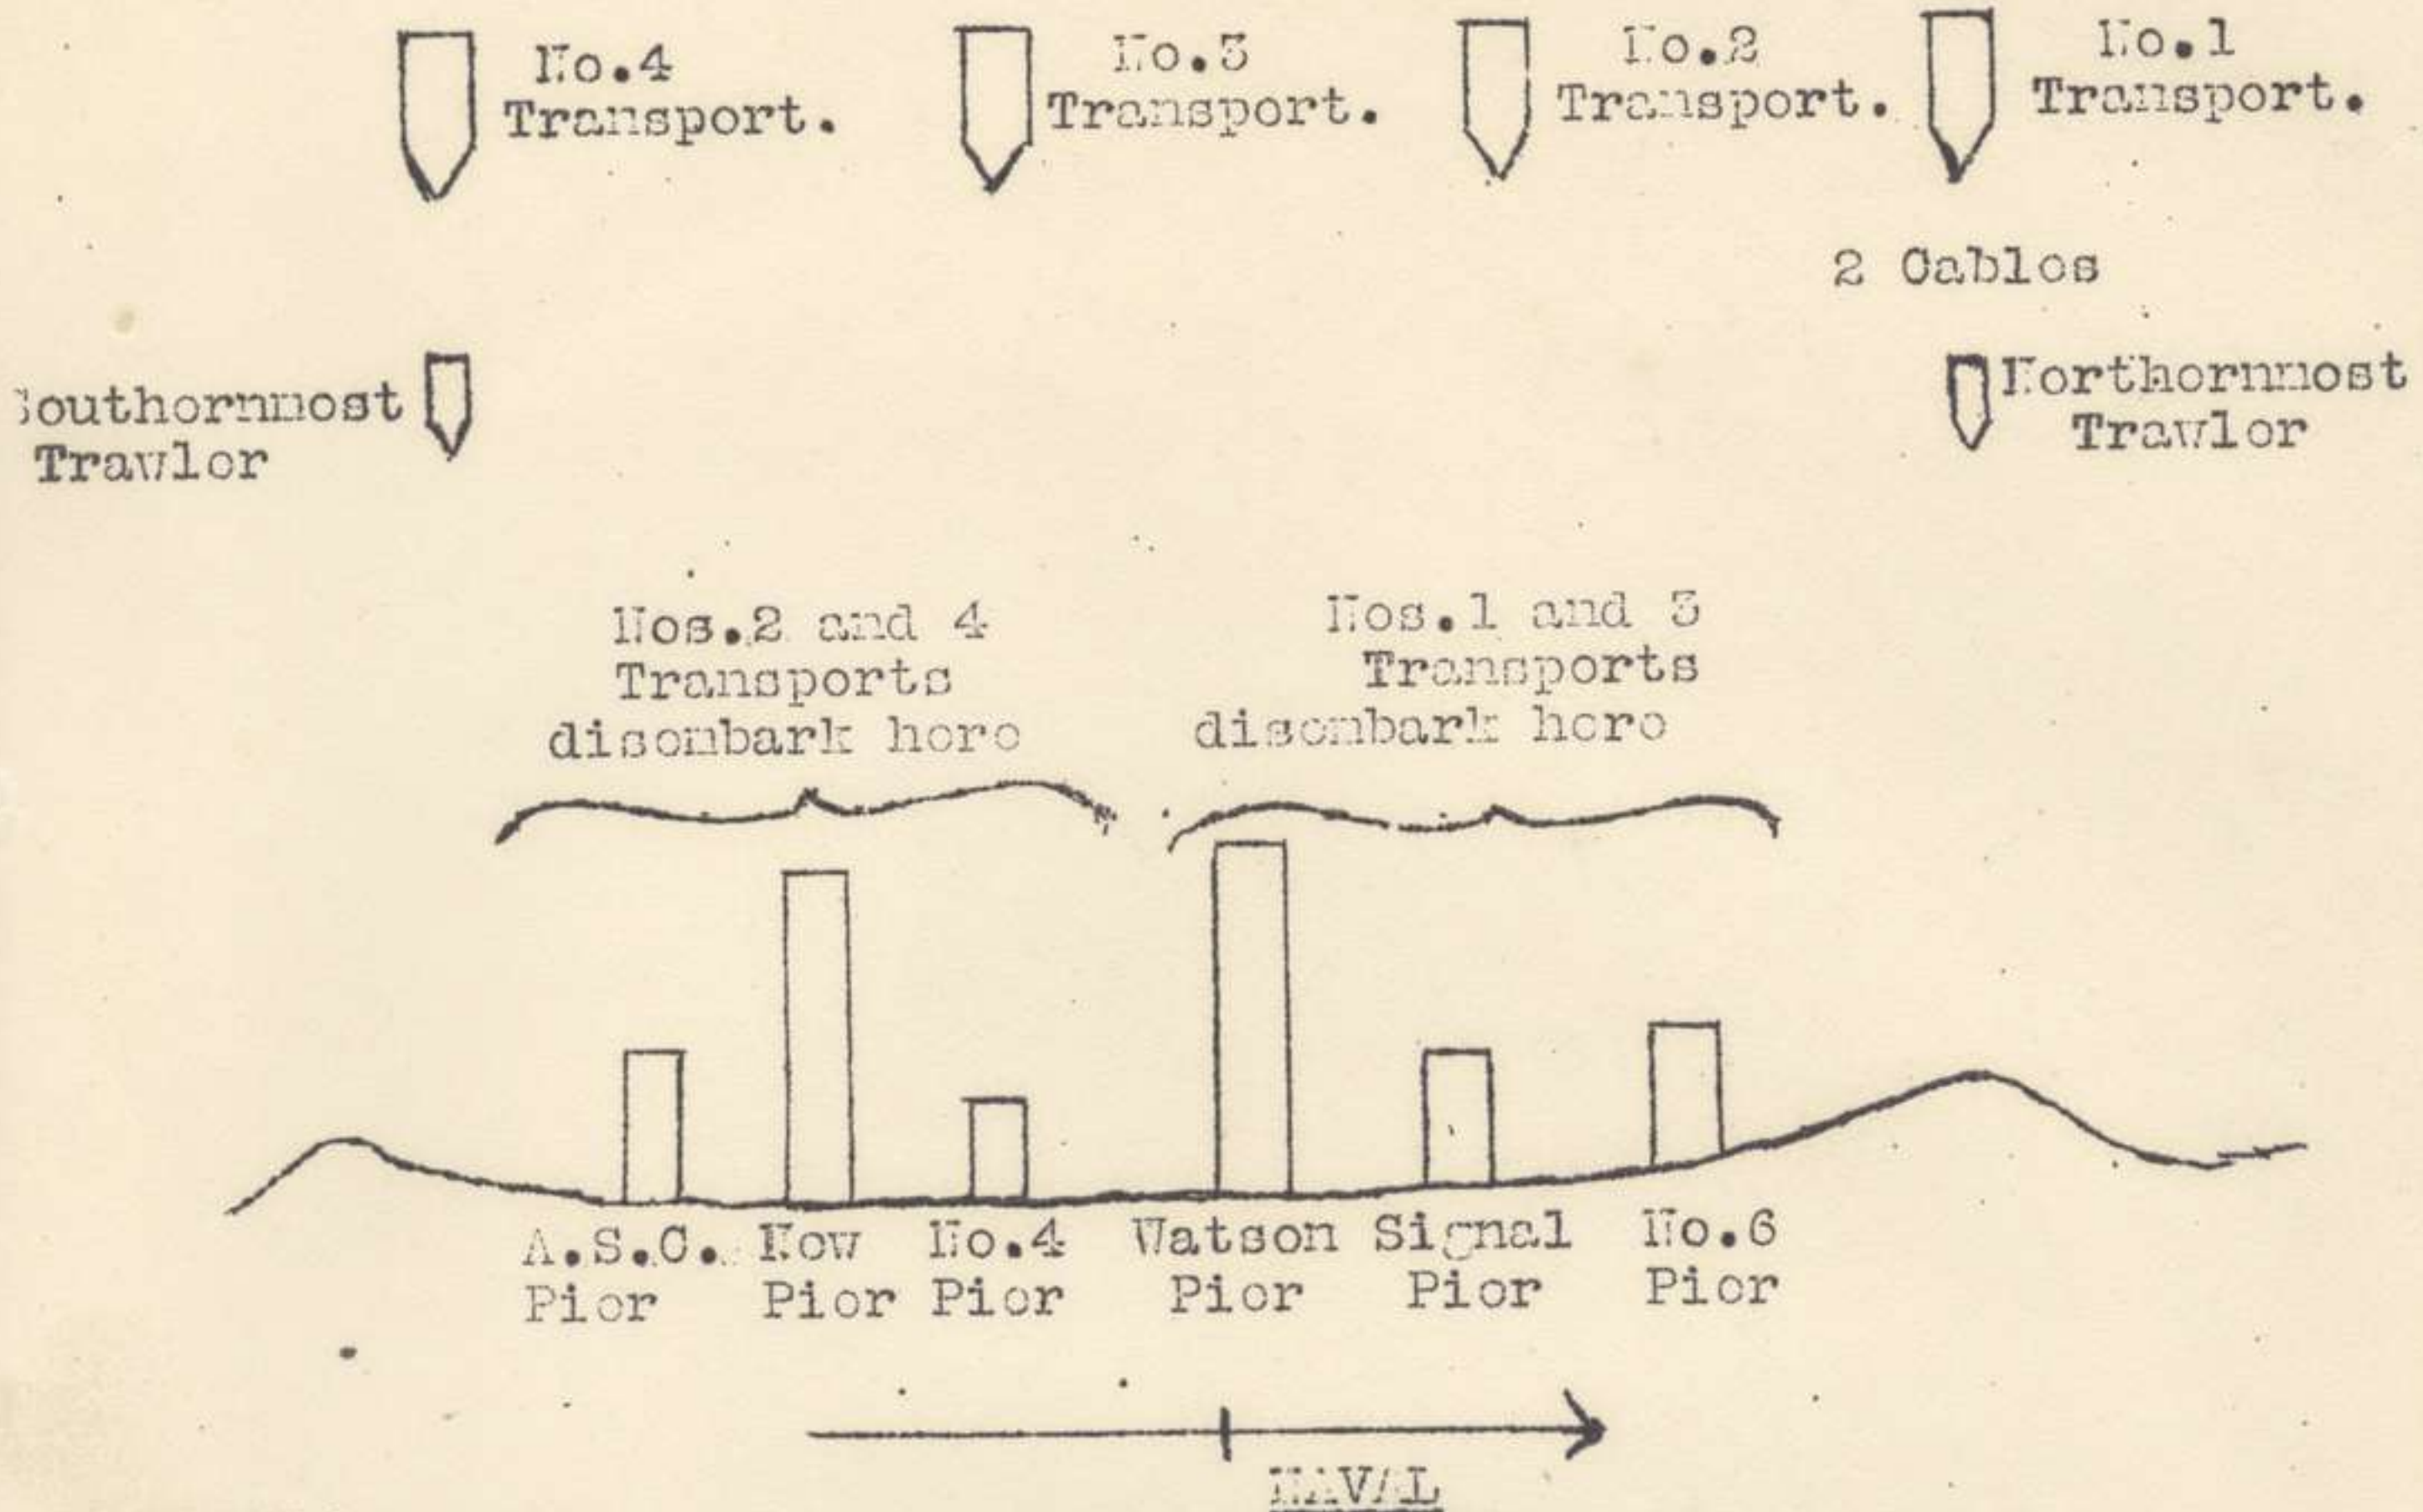 No.4
Transport.
No.3
Transport.
No.2
Transport.
No.1
Transport.
2 Cables
Southernmost
Trawler
Northernmost
Trawler
Nos.2 and 4
Transports
disembark here
Nos.1 and 3
Transports
disembark here
A.S.C.
Pier
New
Pier
No.4
Pier
Watson
Pier
Signal
Pier
No.6
Pier
NAVAL